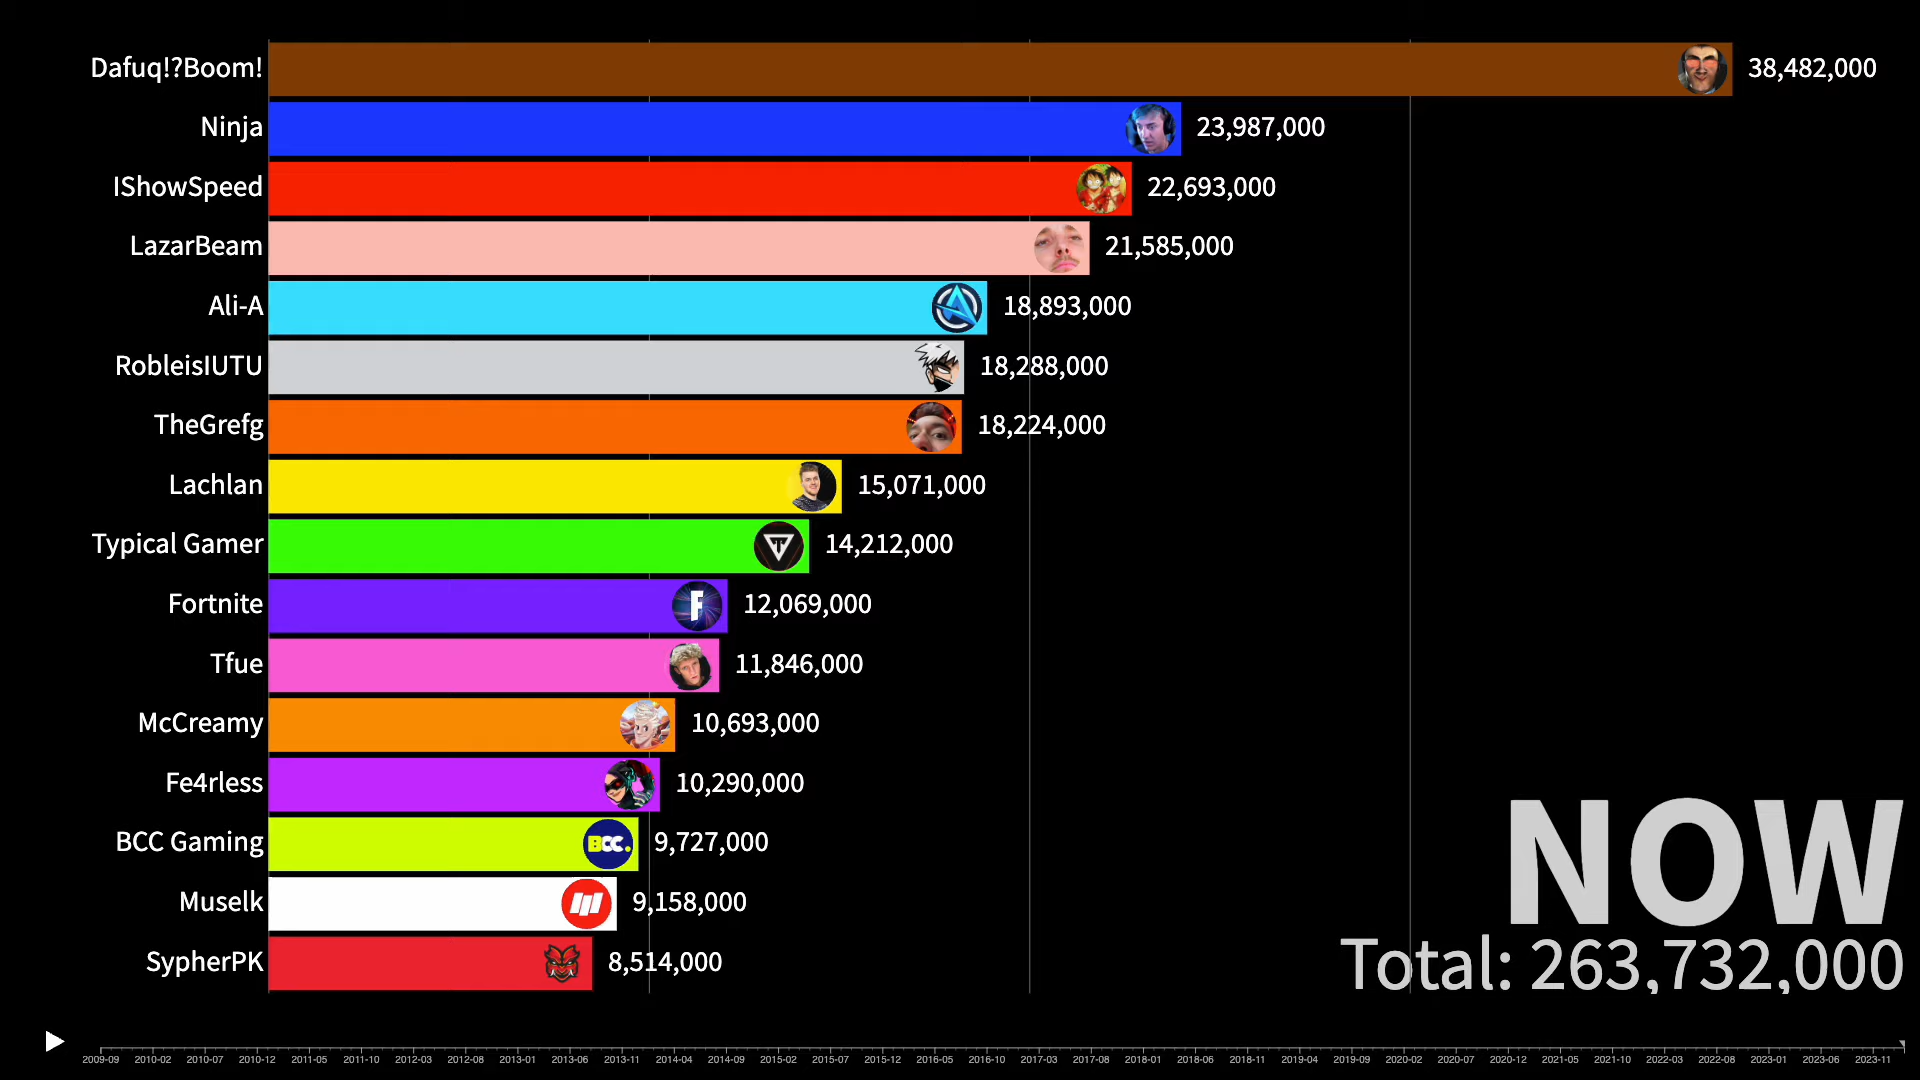 Dafuq!?Boom! 38,482,000
Ninja 23,987,000
IShowSpeed 22,693,000
LazarBeam 21,585,000
Ali-A 18,893,000
RobleisIUTU 18,288,000
TheGrefg 18,224,000
Lachlan 15,071,000
Typical Gamer 14,212,000
Fortnite F 12,069,000
Tfue 11,846,000
McCreamy 10,693,000
Fe4rless 10,290,000
BCC Gaming BCC. 9,727,000
Muselk 9,158,000
SypherPK 8,514,000
NOW
Total: 263,732,000
2009-09 2010-02 2010-07 2010-12 2011-05 2011-10 2012-03 2012-08 2013-01 2013-06 2013-11 2014-04 2014-09 2015-02 2015-07 2015-12 2016-05 2016-10 2017-03 2017-08 2018-01 2018-06 2018-11 2019-04 2019-09 2020-02 2020-07 2020-12 2021-05 2021-10 2022-03 2022-08 2023-01 2023-06 2023-11